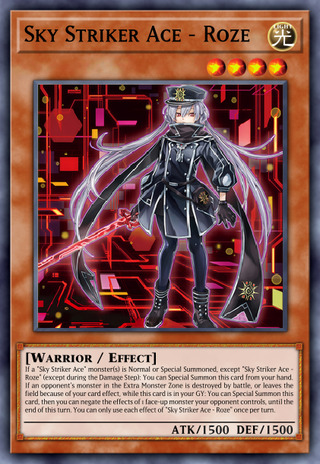 Sky Striker Ace - Roze
LIGHT
光
[Warrior / Effect]
If a "Sky Striker Ace" monster(s) is Normal or Special Summoned, except "Sky Striker Ace -
Roze" (except during the Damage Step): You can Special Summon this card from your hand.
If an opponent's monster in the Extra Monster Zone is destroyed by battle, or leaves the
field because of your card effect, while this card is in your GY: You can Special Summon this
card, then you can negate the effects of 1 face-up monster your opponent controls, until the
end of this turn. You can only use each effect of "Sky Striker Ace - Roze" once per turn.
ATK/1500 DEF/1500